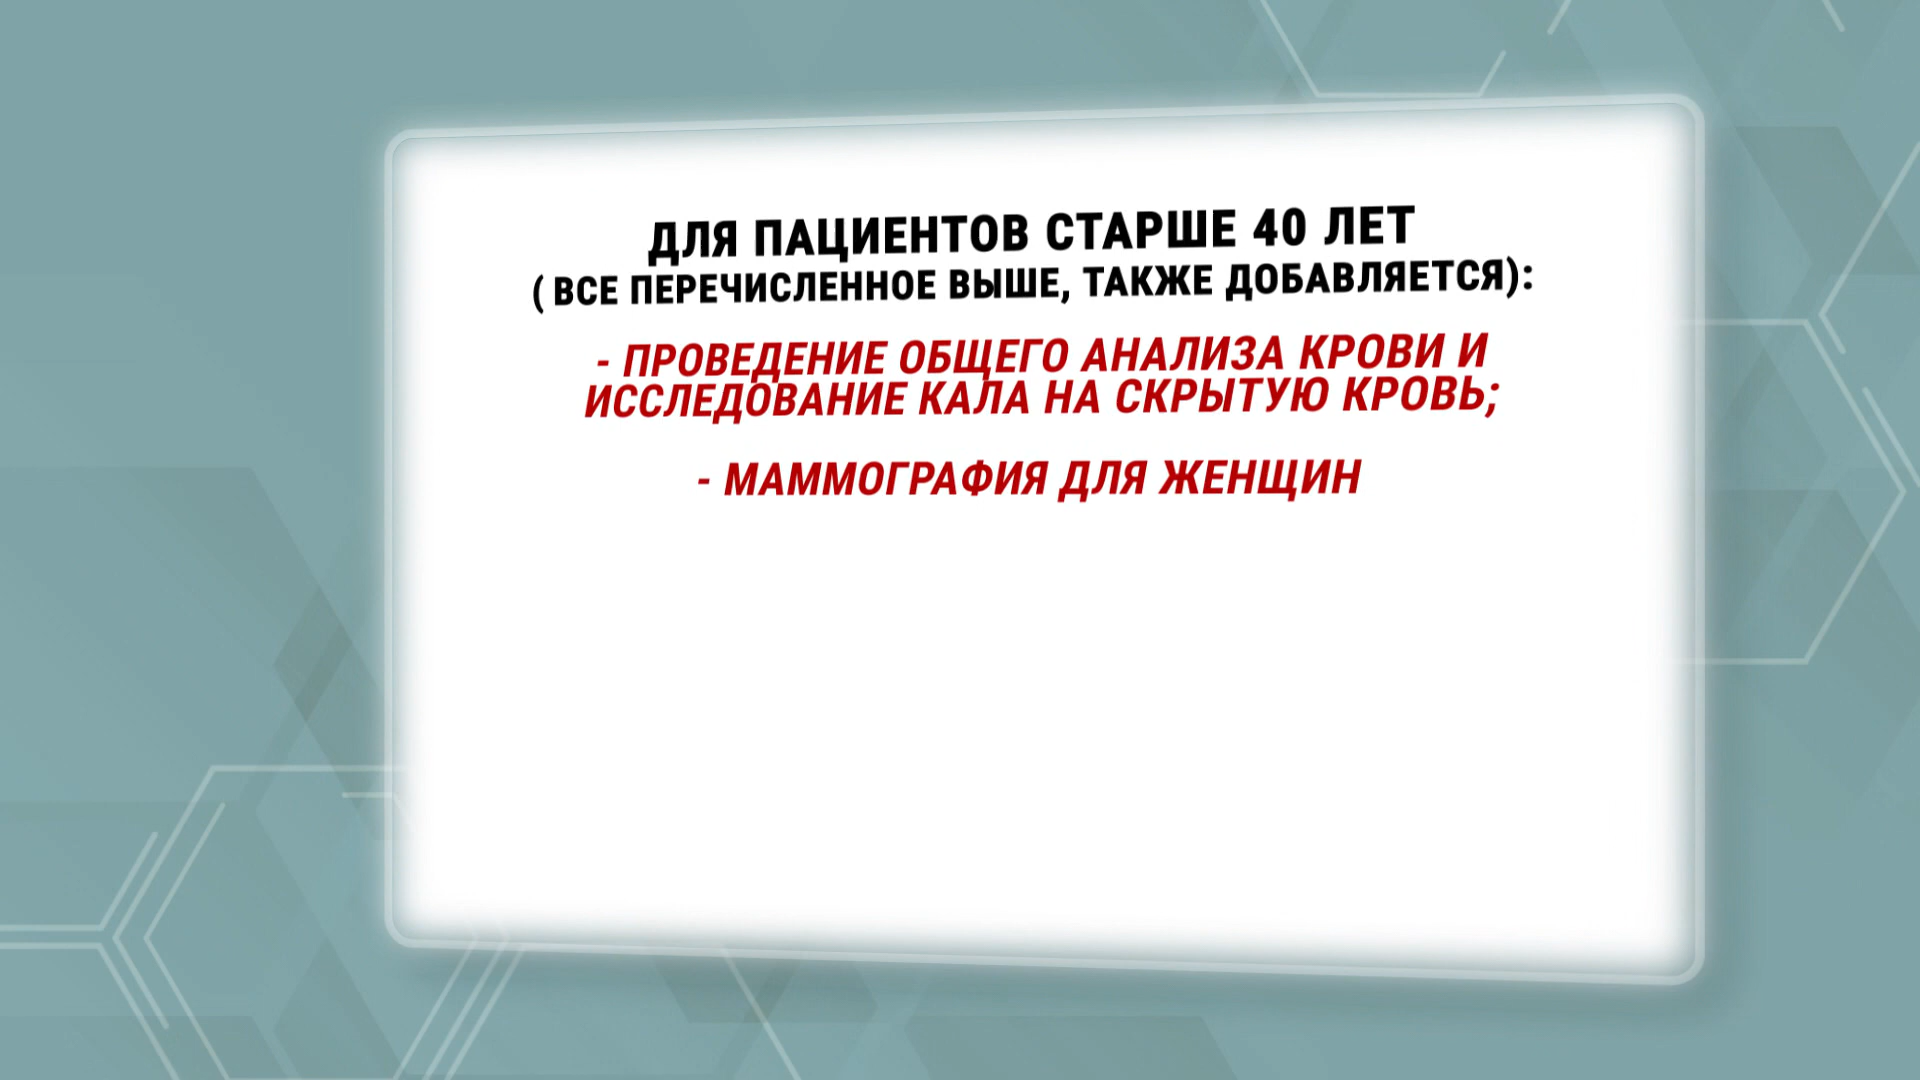 ДЛЯ ПАЦИЕНТОВ СТАРШЕ 40 ЛЕТ
( ВСЕ ПЕРЕЧИСЛЕННОЕ ВЫШЕ, ТАКЖЕ ДОБАВЛЯЕТСЯ):
- ПРОВЕДЕНИЕ ОБЩЕГО АНАЛИЗА КРОВИ И
ИССЛЕДОВАНИЕ КАЛА НА СКРЫТУЮ КРОВЬ;
- МАММОГРАФИЯ ДЛЯ ЖЕНЩИН